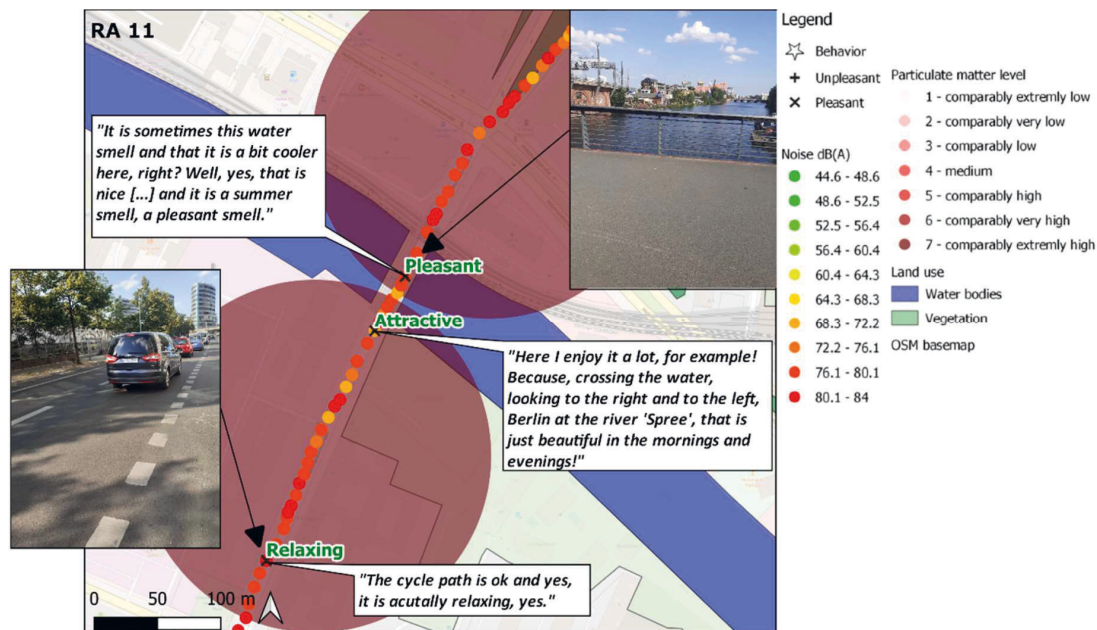 RA 11
"It is sometimes this water
smell and that it is a bit cooler
here, right? Well, yes, that is
nice [...] and it is a summer
smell, a pleasant smell."
Pleasant
Attractive
"Here I enjoy it a lot, for example!
Because, crossing the water,
looking to the right and to the left,
Berlin at the river 'Spree', that is
just beautiful in the mornings and
evenings!"
Relaxing
"The cycle path is ok and yes,
it is acutally relaxing, yes."
0 50 100 m
Legend
Behavior
Unpleasant
Pleasant
Noise dB(A)
44.6 - 48.6
48.6 - 52.5
52.5 - 56.4
56.4 - 60.4
60.4 - 64.3
64.3 - 68.3
68.3 - 72.2
72.2 - 76.1
76.1 - 80.1
80.1 - 84
Particulate matter level
1 - comparably extremly low
2 - comparably very low
3 - comparably low
4 - medium
5 - comparably high
6 - comparably very high
7 - comparably extremly high
Land use
Water bodies
Vegetation
OSM basemap